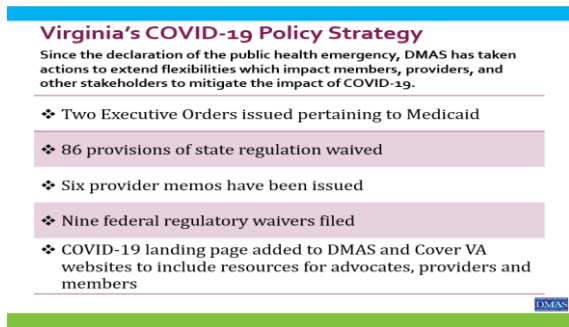 Virginia's COVID-19 Policy Strategy
Since the declaration of the public health emergency, DMAS has taken
actions to extend flexibilities which impact members, providers, and
other stakeholders to mitigate the impact of COVID-19.
❖ Two Executive Orders issued pertaining to Medicaid
❖ 86 provisions of state regulation waived
❖ Six provider memos have been issued
❖ Nine federal regulatory waivers filed
❖ COVID-19 landing page added to DMAS and Cover VA
websites to include resources for advocates, providers and
members
DMAS